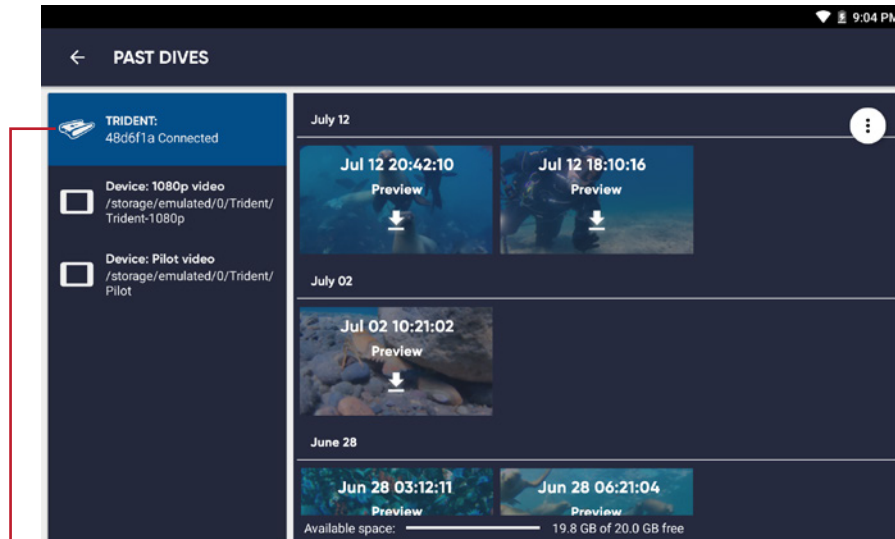 9:04 PM
PAST DIVES
TRIDENT:
48d6f1a Connected
Device: 1080p video
/storage/emulated/0/Trident/
Trident-1080p
Device: Pilot video
/storage/emulated/0/Trident/
Pilot
July 12
Jul 12 20:42:10
Preview
Jul 12 18:10:16
Preview
July 02
Jul 02 10:21:02
Preview
June 28
Jun 28 03:12:11
Preview
Jun 28 06:21:04
Preview
Available space: 19.8 GB of 20.0 GB free